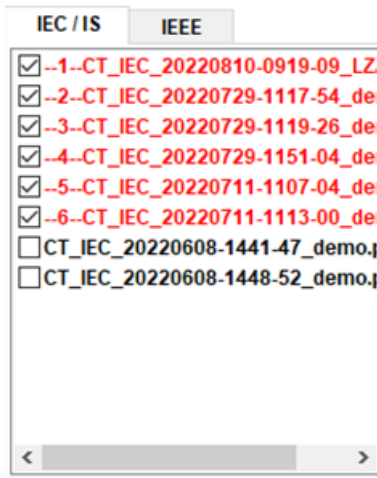 IEC / IS IEEE
--1--CT_IEC_20220810-0919-09_LZ
--2--CT_IEC_20220729-1117-54_de
--3--CT_IEC_20220729-1119-26_de
--4--CT_IEC_20220729-1151-04_de
--5--CT_IEC_20220711-1107-04_de
--6--CT_IEC_20220711-1113-00_de
CT_IEC_20220608-1441-47_demo.p
CT_IEC_20220608-1448-52_demo.p